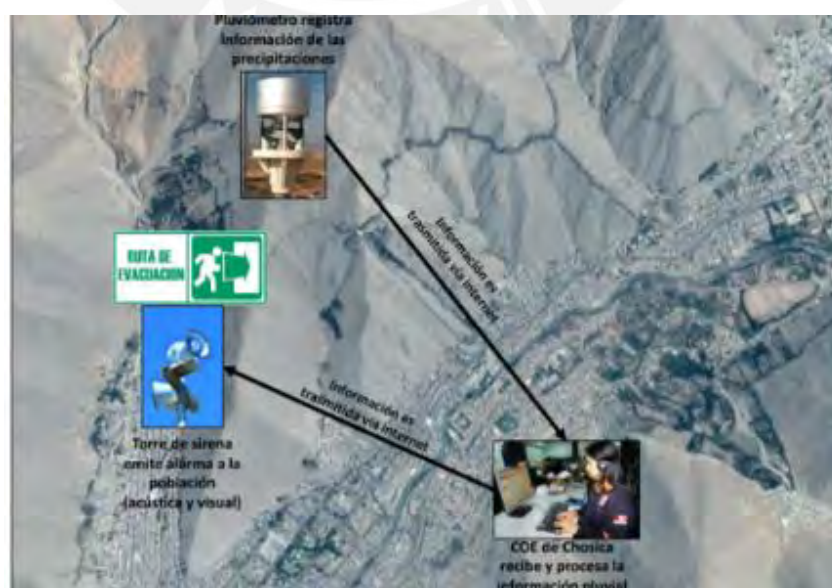 Pluviómetro registra
información de las
precipitaciones
Información es
trasmitida vía internet
RUTA DE
EVACUACION
Información es
trasmitida vía internet
Torre de sirena
emite alárma a la
población
(acústica y visual)
COE de Chosica
recibe y procesa la
información pluvial